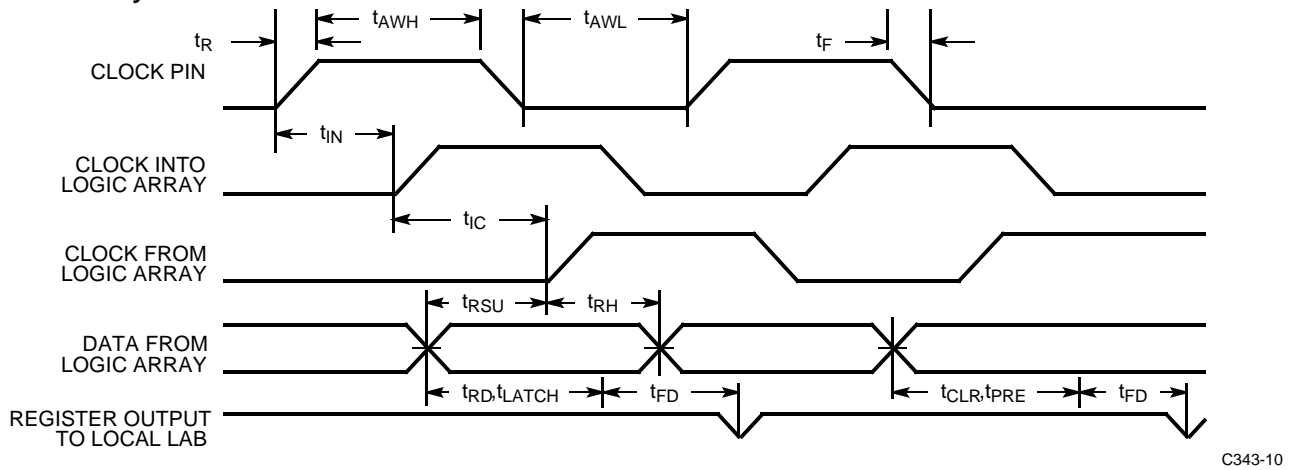 tAWH
tAWL
tR
tF
CLOCK PIN
tIN
CLOCK INTO
LOGIC ARRAY
tIC
CLOCK FROM
LOGIC ARRAY
tRSU
tRH
DATA FROM
LOGIC ARRAY
tRD,tLATCH
tFD
tCLR,tPRE
tFD
REGISTER OUTPUT
TO LOCAL LAB
C343-10